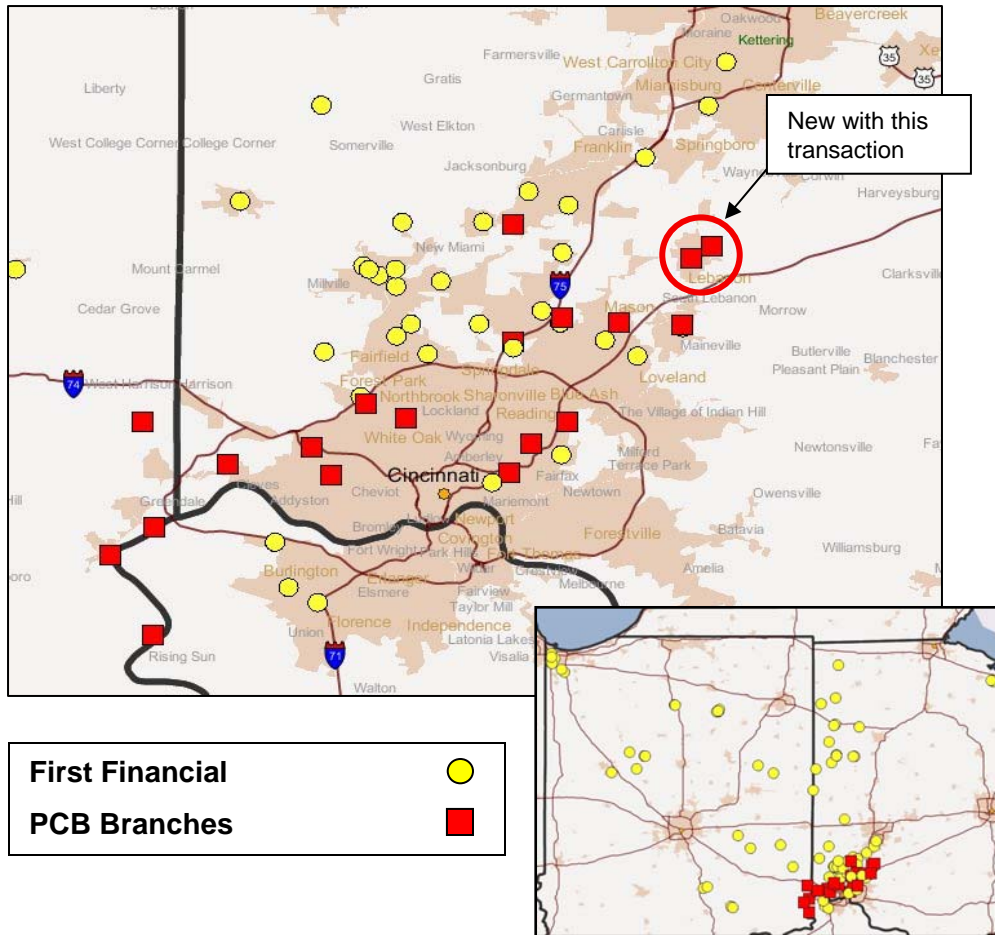 Oakwood
Beavercreek
Moraine
Kettering
Farmersville
West Carrollton City
35
35
Gratis
Miamisburg
Centerville
Liberty
Germantown
New with this
transaction
West Elkton
Carlisle
West College Corner College Corner
Somerville
Franklin
Springboro
Jacksonburg
Harveysburg
New Miami
Mount Carmel
Millville
Lebanon
75
South Lebanon
Cedar Grove
Mason
Morrow
Maineville
Butlerville
Fairfield
Springdale
Blanchester
Pleasant Plain
74
West Harrison Harrison
Forest Park
Loveland
Northbrook
Sharonville Blue Ash
Lockland
Reading
The Village of Indian Hill
White Oak
Wyoming
Newtonsville
Amberley
Milford
Terrace Park
Cincinnati
Fairfax
Cleves
Cheviot
Newtown
Greendale
Addyston
Mariemont
Owensville
Newport
Bromley
Forestville
Batavia
Covington
Fort Wright Park Hills
Fort Thomas
Williamsburg
Burlington
Erlanger
Crestview
Amelia
Elsmere
Fairview
Melbourne
Taylor Mill
Florence
Independence
Union
Latonia Lakes
Rising Sun
71
Visalia
Walton
First Financial
PCB Branches